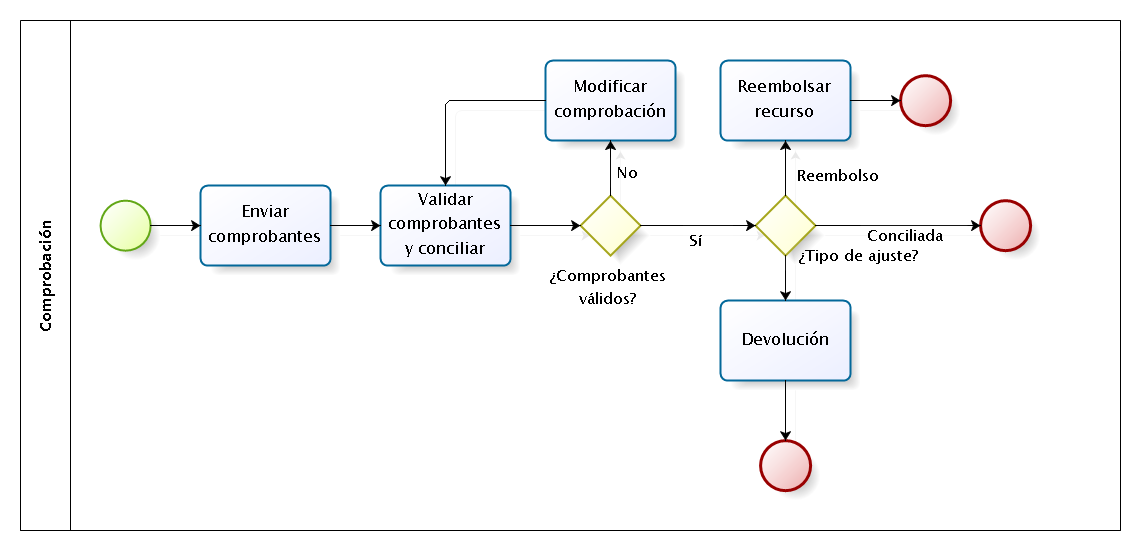 Comprobación
Enviar
comprobantes
Validar
comprobantes
y conciliar
Modificar
comprobación
No
¿Comprobantes
válidos?
Sí
Reembolsar
recurso
Reembolso
Conciliada
¿Tipo de ajuste?
Devolución